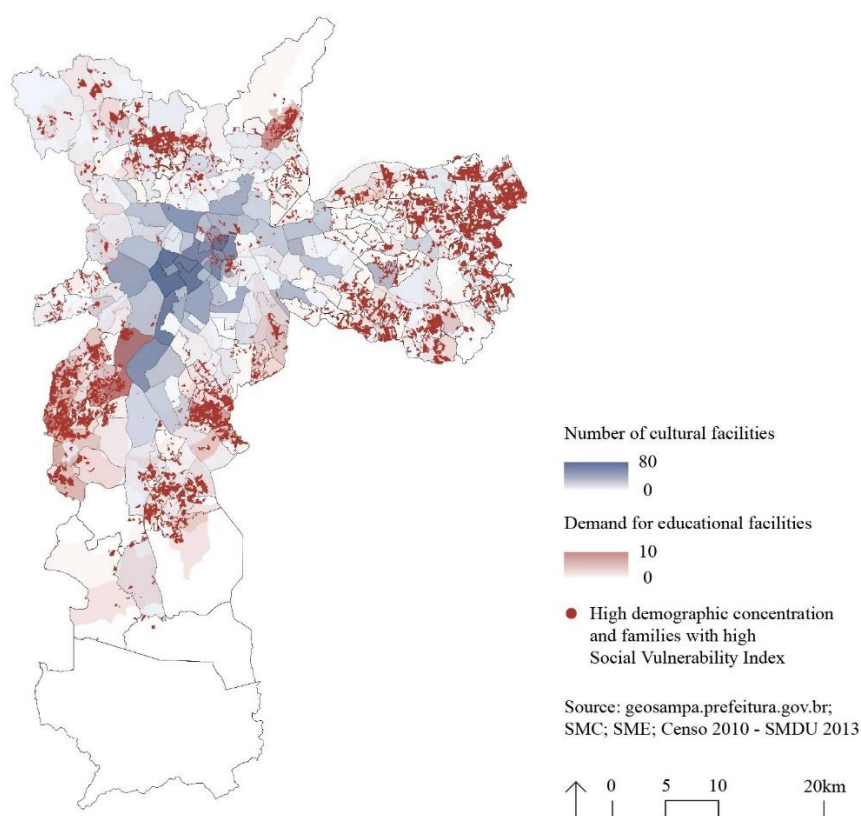 Number of cultural facilities
80
0
Demand for educational facilities
10
0
High demographic concentration
and families with high
Social Vulnerability Index
Source: geosampa.prefeitura.gov.br;
SMC; SME; Censo 2010 - SMDU 2013
0 5 10 20km